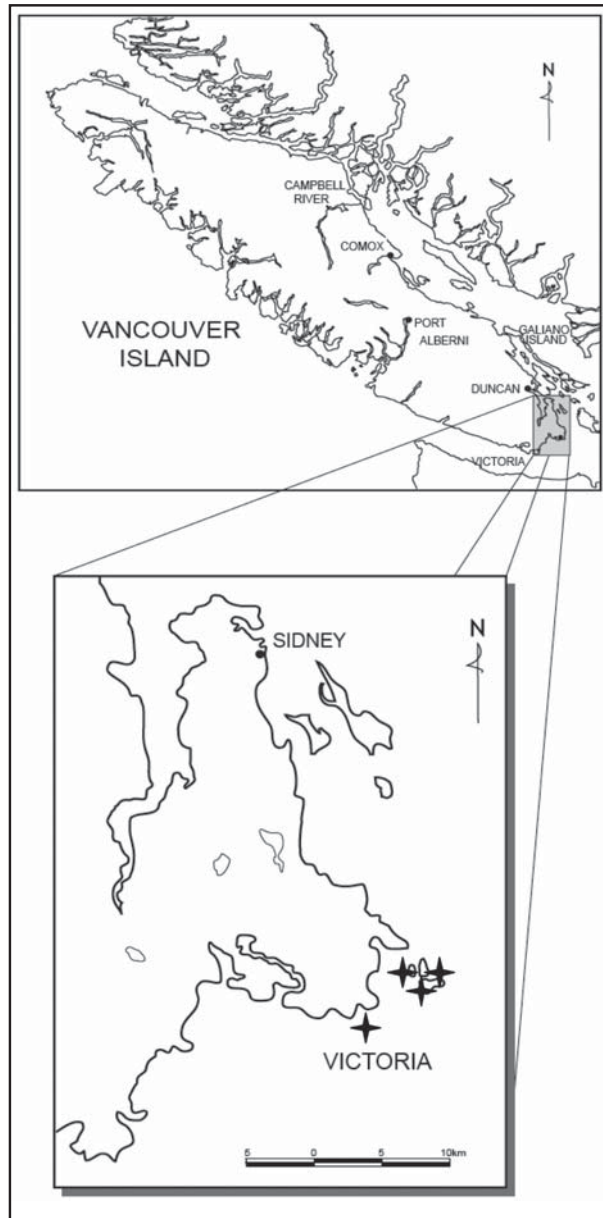 N
CAMPBELL
RIVER
COMOX
VANCOUVER
ISLAND
PORT
ALBERNI
GALIANO
ISLAND
DUNCAN
VICTORIA
SIDNEY
N
VICTORIA
5 0 5 10km